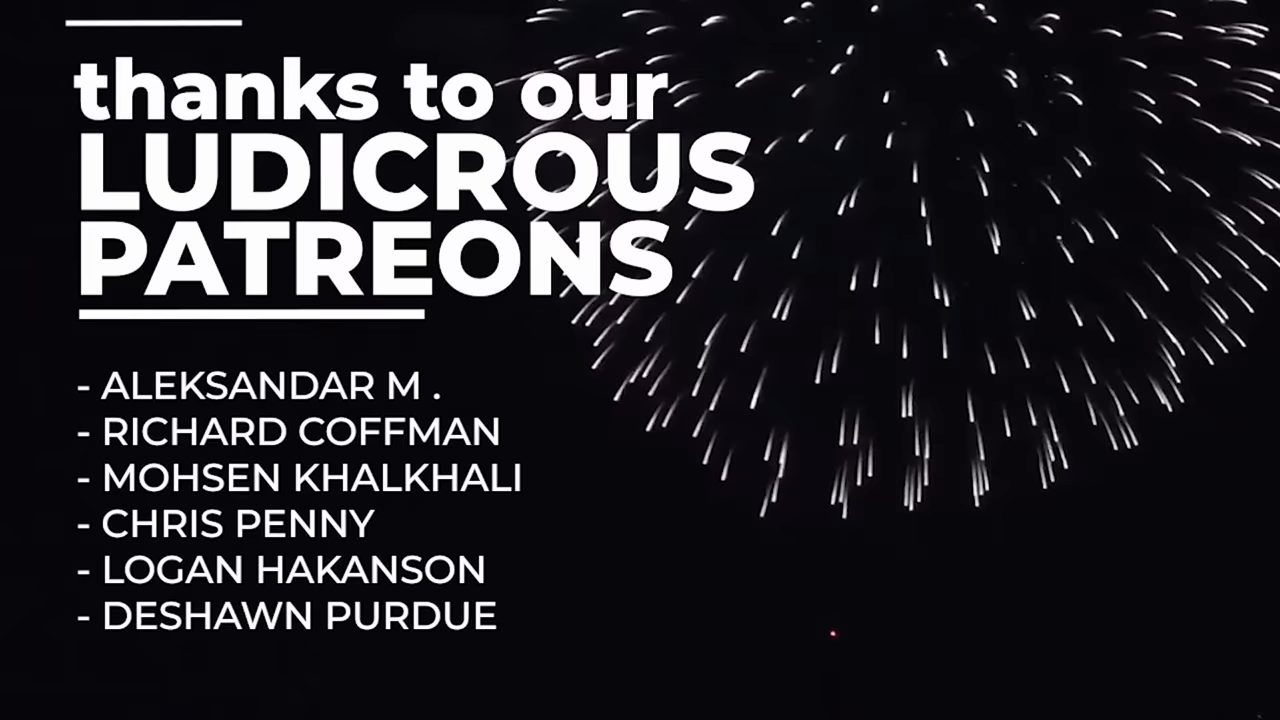 thanks to our
LUDICROUS
PATREONS
- ALEKSANDAR M .
- RICHARD COFFMAN
- MOHSEN KHALKHALI
- CHRIS PENNY
- LOGAN HAKANSON
- DESHAWN PURDUE